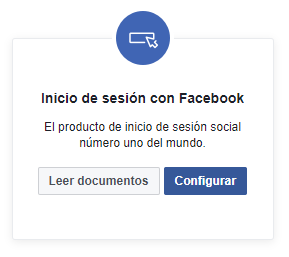 Inicio de sesión con Facebook
El producto de inicio de sesión social
número uno del mundo.
Leer documentos Configurar